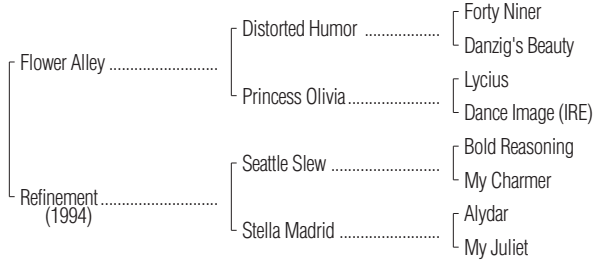 Forty Niner
Distorted Humor ..................
Danzig's Beauty
Flower Alley ..........................
Lycius
Princess Olivia......................
Dance Image (IRE)
Bold Reasoning
Seattle Slew ..........................
My Charmer
Refinement............................
(1994)
Alydar
Stella Madrid ........................
My Juliet